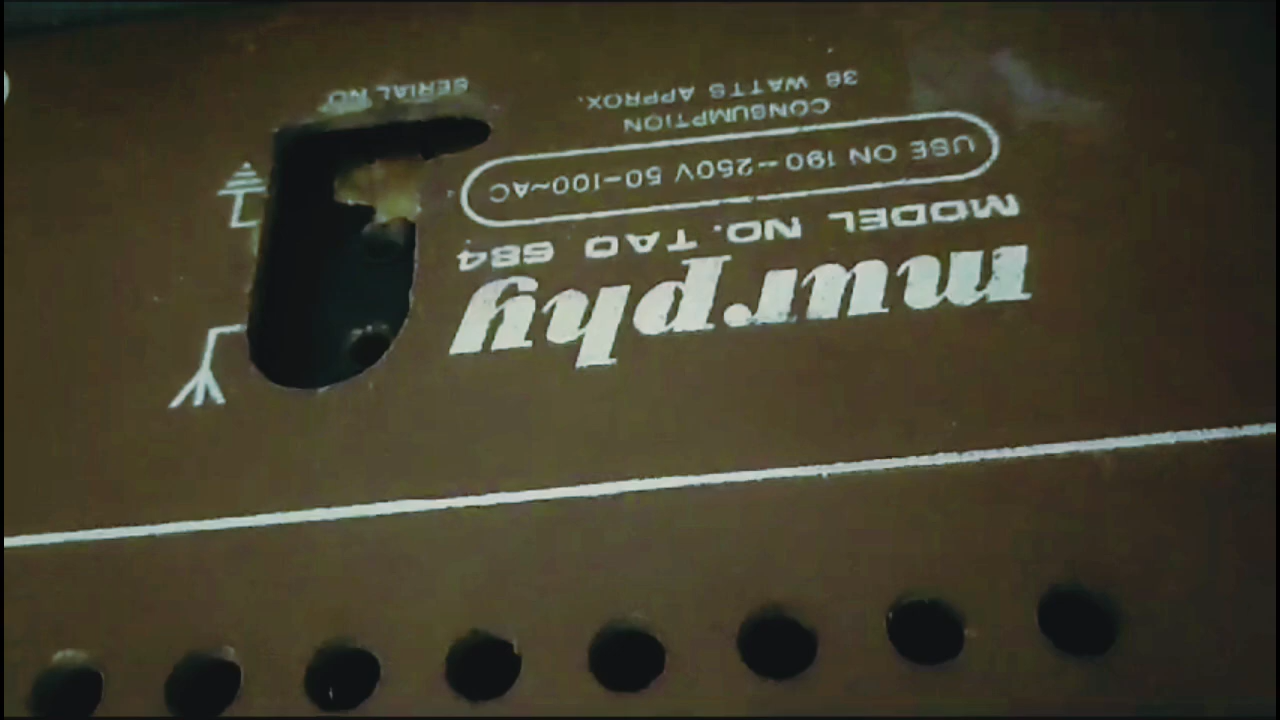 murphy
MODEL NO. TAO 684
USE ON 190–250V 50–100~AC
CONSUMPTION
36 WATTS APPROX.
SERIAL NO